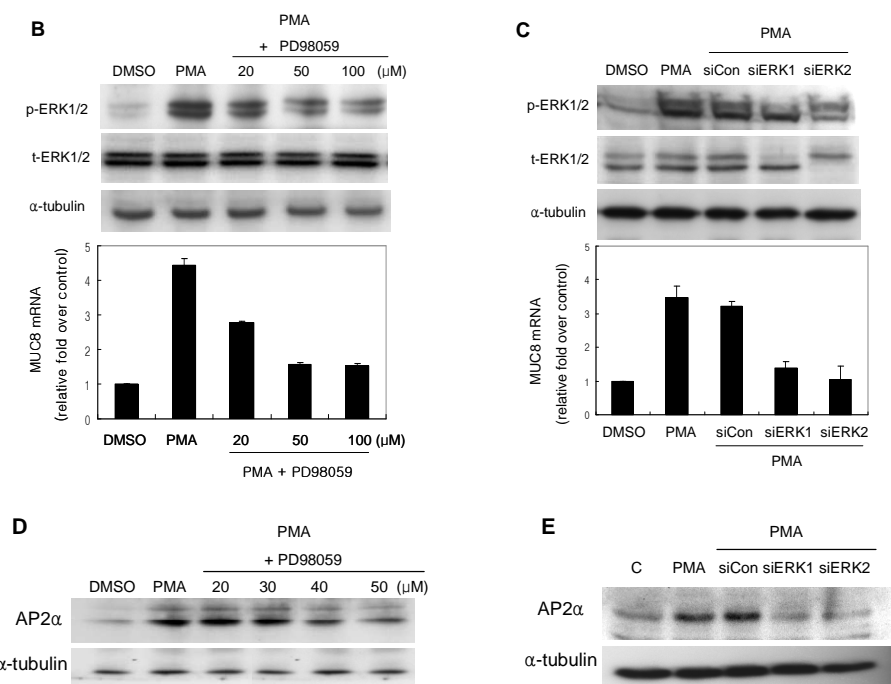 B
PMA
+ PD98059
DMSO PMA 20 50 100 (μM)
p-ERK1/2
t-ERK1/2
α-tubulin
MUC8 mRNA
(relative fold over control)
5
4
3
2
1
0
DMSO PMA 20 50 100 (μM)
PMA + PD98059
C
PMA
DMSO PMA siCon siERK1 siERK2
p-ERK1/2
t-ERK1/2
α-tubulin
MUC8 mRNA
(relative fold over control)
5
4
3
2
1
0
DMSO PMA siCon siERK1 siERK2
PMA
D
PMA
+ PD98059
DMSO PMA 20 30 40 50 (μM)
AP2α
α-tubulin
E
PMA
C PMA siCon siERK1 siERK2
AP2α
α-tubulin